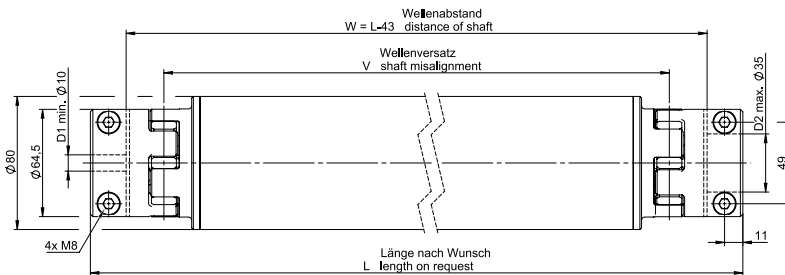 Wellenabstand
W = L-43 distance of shaft
Wellenversatz
V shaft misalignment
D1 min. Ø10
D2 max. Ø35
Ø80
Ø64,5
49
4x M8
11
Länge nach Wunsch
L length on request